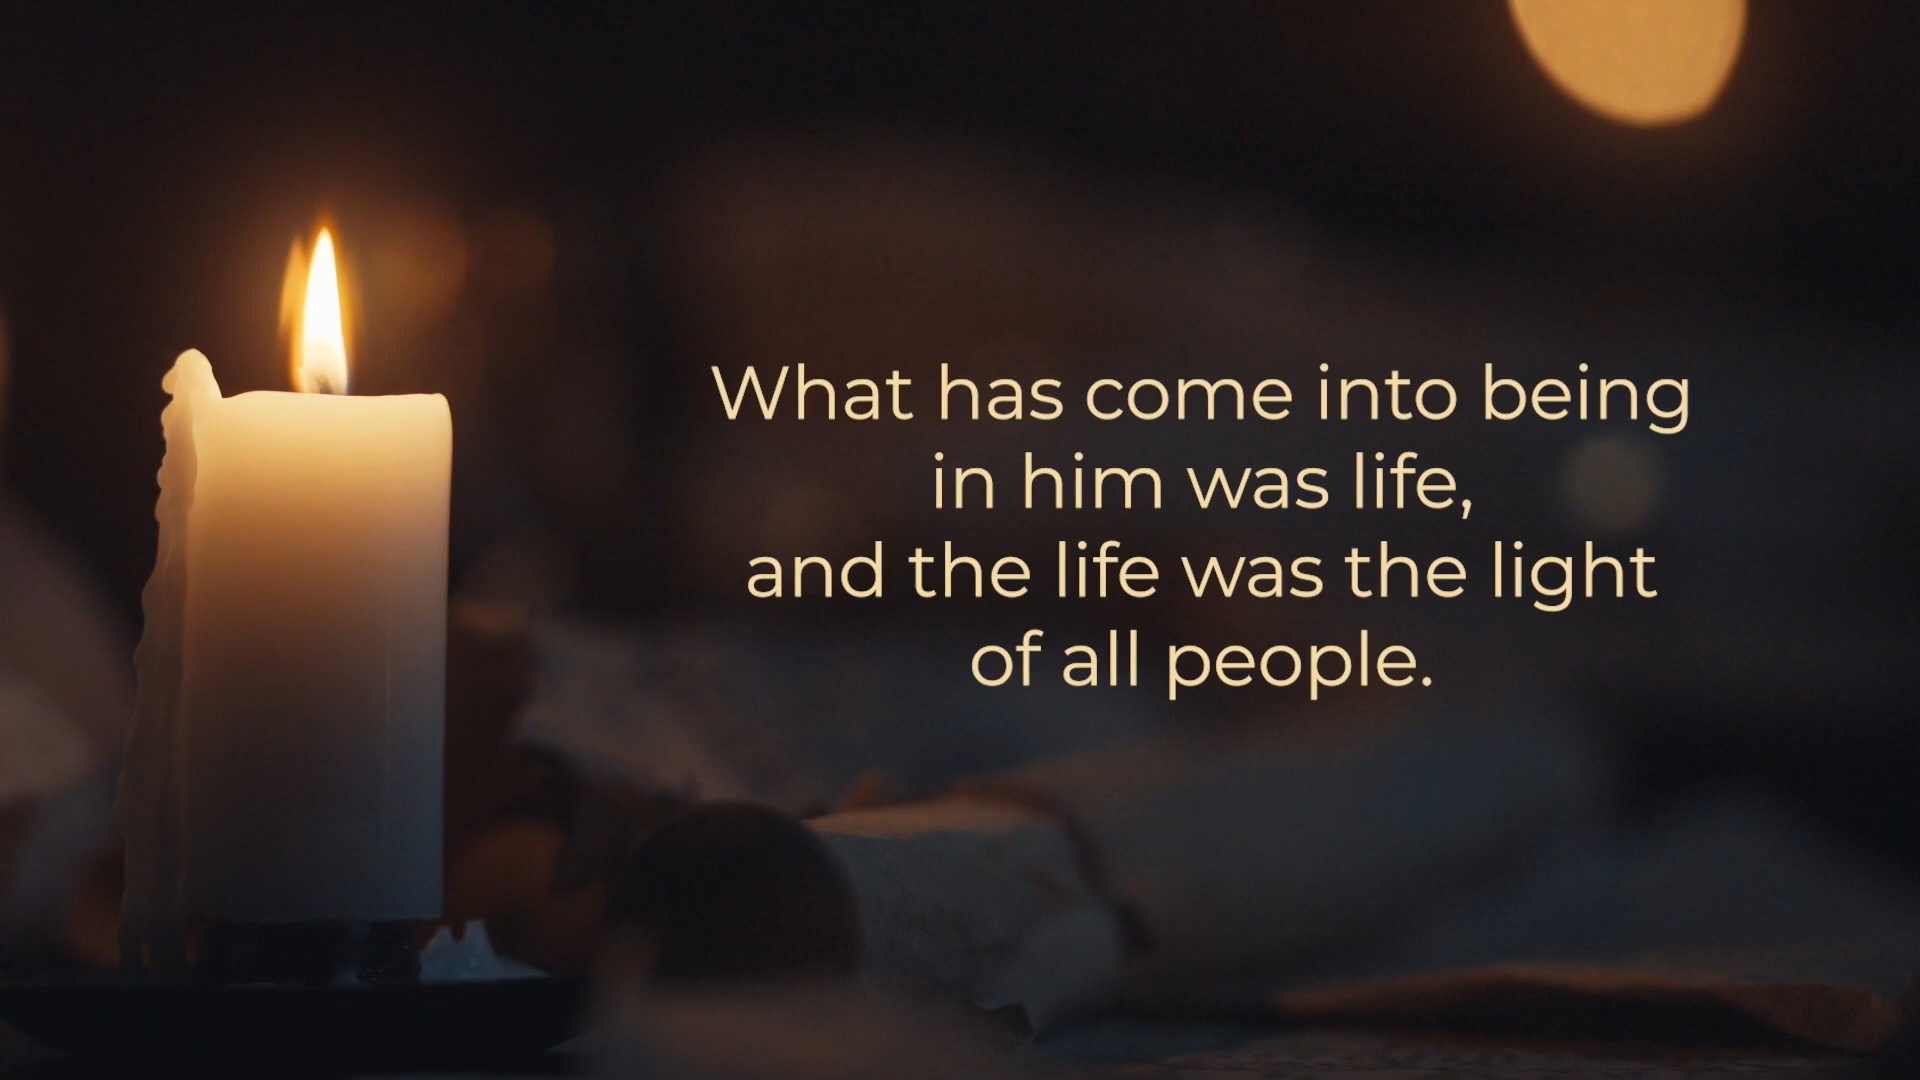 What has come into being
in him was life,
and the life was the light
of all people.